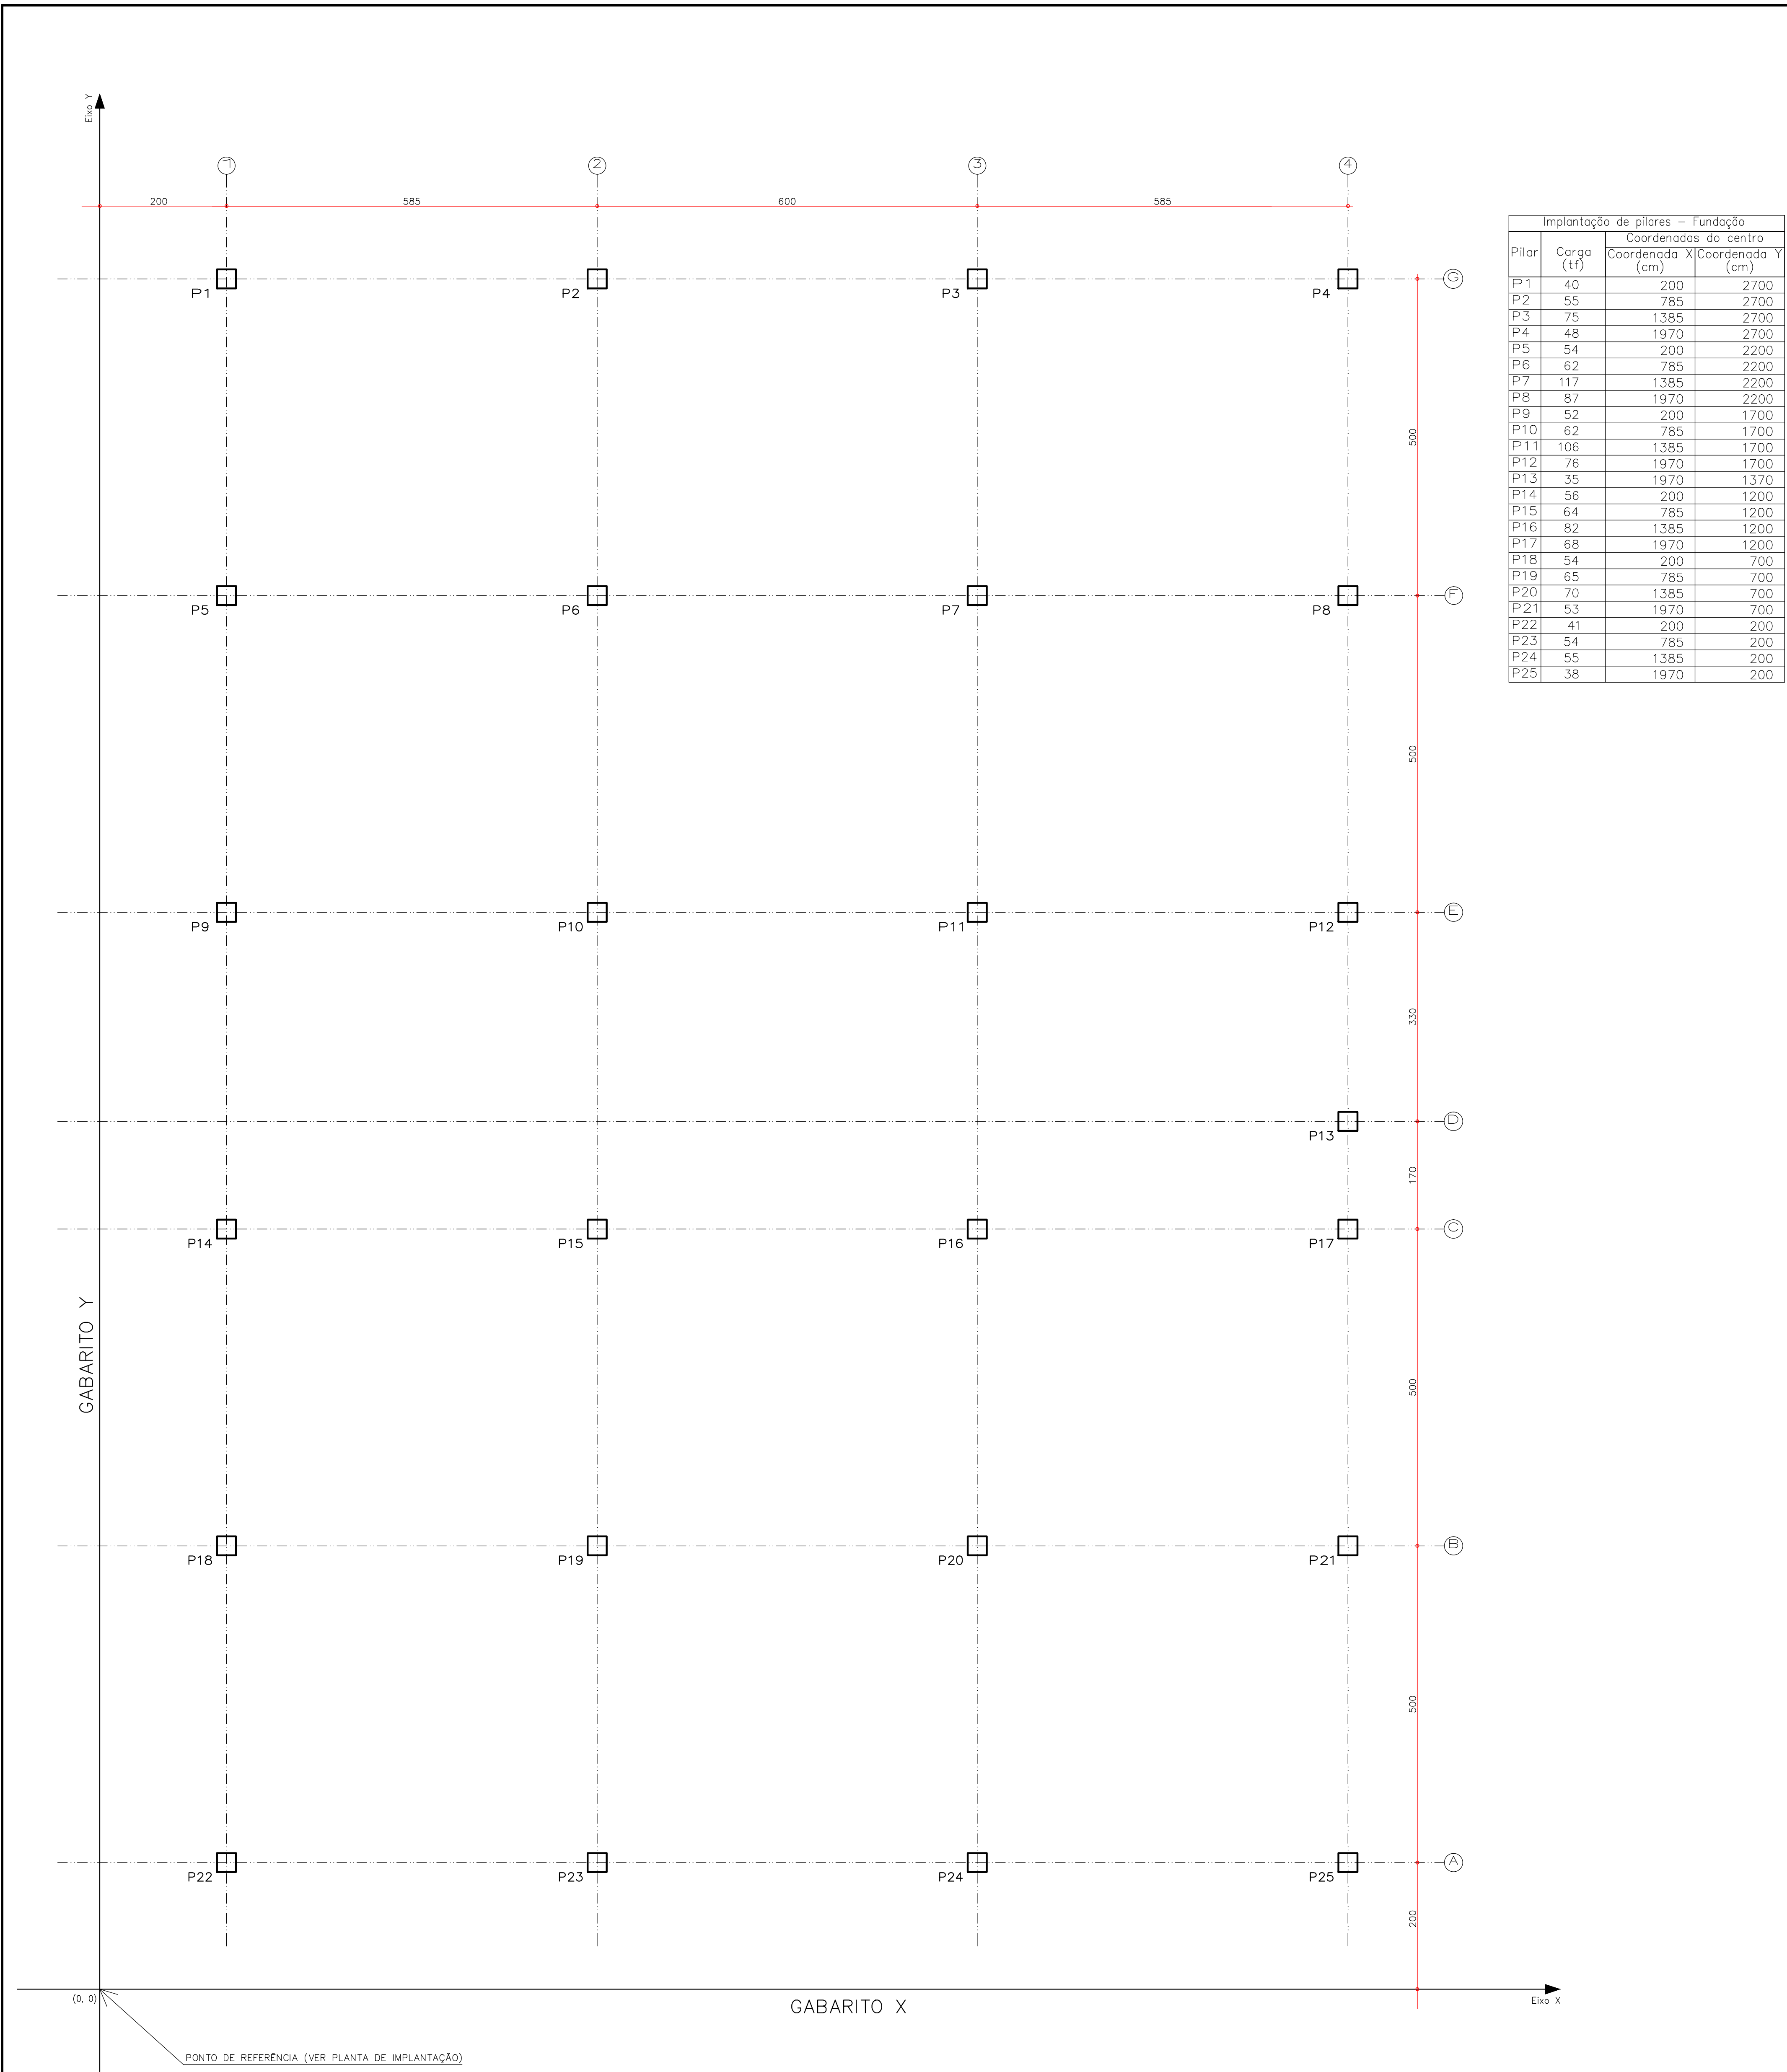 Eixo Y
1 2 3 4
200 585 600 585
P1 P2 P3 P4 G
500
P5 P6 P7 P8 F
500
P9 P10 P11 P12 E
330
P13 D
170
P14 P15 P16 P17 C
500
P18 P19 P20 P21 B
500
P22 P23 P24 P25 A
200
GABARITO Y
(0, 0)
GABARITO X
Eixo X
PONTO DE REFERÊNCIA (VER PLANTA DE IMPLANTAÇÃO)
Implantação de pilares – Fundação
Coordenadas do centro
Pilar Carga Coordenada X Coordenada Y
(tf) (cm) (cm)
P1 40 200 2700
P2 55 785 2700
P3 75 1385 2700
P4 48 1970 2700
P5 54 200 2200
P6 62 785 2200
P7 117 1385 2200
P8 87 1970 2200
P9 52 200 1700
P10 62 785 1700
P11 106 1385 1700
P12 76 1970 1700
P13 35 1970 1370
P14 56 200 1200
P15 64 785 1200
P16 82 1385 1200
P17 68 1970 1200
P18 54 200 700
P19 65 785 700
P20 70 1385 700
P21 53 1970 700
P22 41 200 200
P23 54 785 200
P24 55 1385 200
P25 38 1970 200